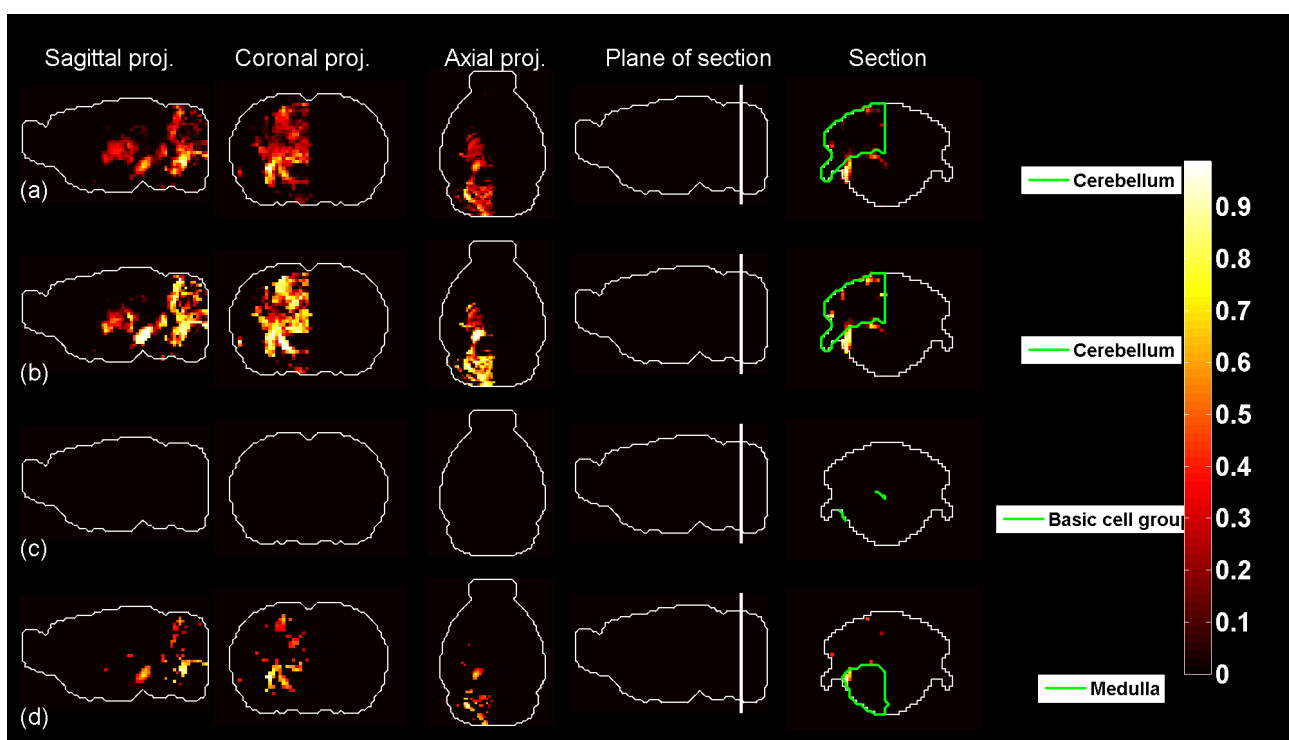 Sagittal proj. Coronal proj. Axial proj. Plane of section Section
(a)
Cerebellum
(b)
Cerebellum
(c)
Basic cell group
(d)
Medulla
0.9
0.8
0.7
0.6
0.5
0.4
0.3
0.2
0.1
0